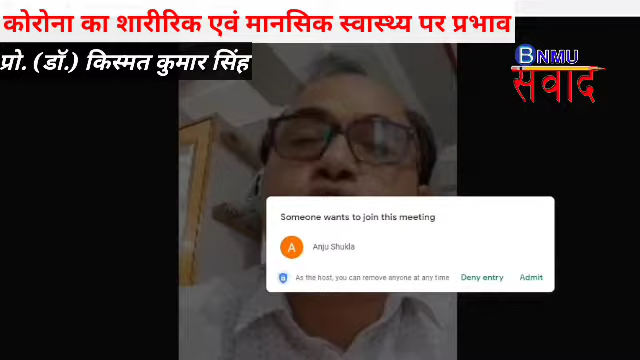 कोरोना का शारीरिक एवं मानसिक स्वास्थ्य पर प्रभाव
प्रो. (डॉ.) किस्मत कुमार सिंह
BNMU
संवाद
Someone wants to join this meeting
A
Anju Shukla
As the host, you can remove anyone at any time
Deny entry
Admit